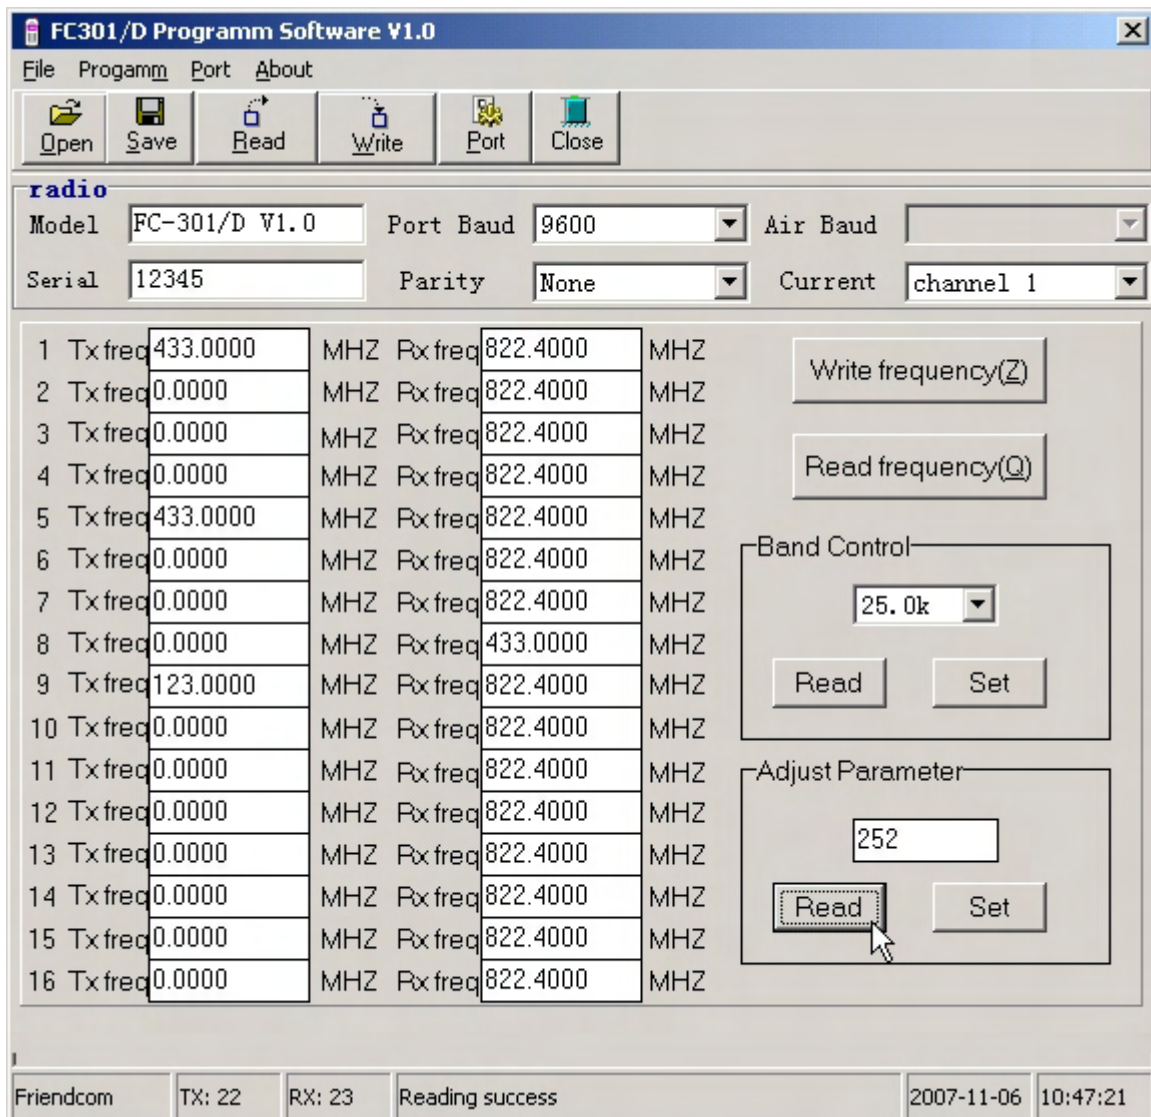 FC301/D Programm Software V1.0
File Progamm Port About
Open Save Read Write Port Close
radio
Model FC-301/D V1.0 Port Baud 9600 Air Baud
Serial 12345 Parity None Current channel 1
1 Tx freq 433.0000 MHZ Rx freq 822.4000 MHZ
2 Tx freq 0.0000 MHZ Rx freq 822.4000 MHZ
3 Tx freq 0.0000 MHZ Rx freq 822.4000 MHZ
4 Tx freq 0.0000 MHZ Rx freq 822.4000 MHZ
5 Tx freq 433.0000 MHZ Rx freq 822.4000 MHZ
6 Tx freq 0.0000 MHZ Rx freq 822.4000 MHZ
7 Tx freq 0.0000 MHZ Rx freq 822.4000 MHZ
8 Tx freq 0.0000 MHZ Rx freq 433.0000 MHZ
9 Tx freq 123.0000 MHZ Rx freq 822.4000 MHZ
10 Tx freq 0.0000 MHZ Rx freq 822.4000 MHZ
11 Tx freq 0.0000 MHZ Rx freq 822.4000 MHZ
12 Tx freq 0.0000 MHZ Rx freq 822.4000 MHZ
13 Tx freq 0.0000 MHZ Rx freq 822.4000 MHZ
14 Tx freq 0.0000 MHZ Rx freq 822.4000 MHZ
15 Tx freq 0.0000 MHZ Rx freq 822.4000 MHZ
16 Tx freq 0.0000 MHZ Rx freq 822.4000 MHZ
Write frequency(Z)
Read frequency(Q)
Band Control
25.0k
Read Set
Adjust Parameter
252
Read Set
Friendcom TX: 22 RX: 23 Reading success 2007-11-06 10:47:21